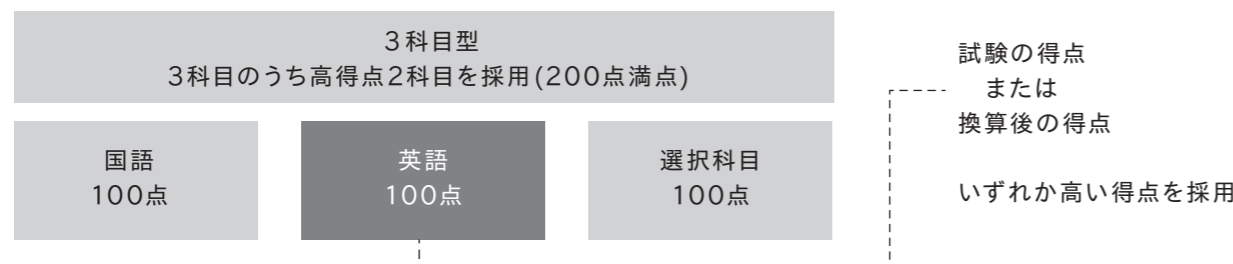 3科目型
3科目のうち高得点2科目を採用(200点満点)
国語
100点
英語
100点
選択科目
100点
試験の得点
または
換算後の得点
いずれか高い得点を採用